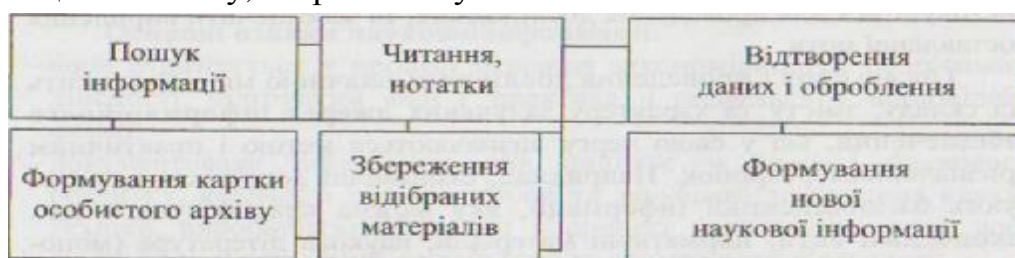 Пошук
інформації
Читання,
нотатки
Відтворення
даних і оброблення
Формування картки
особистого архіву
Збереження
відібраних
матеріалів
Формування
нової
наукової інформації